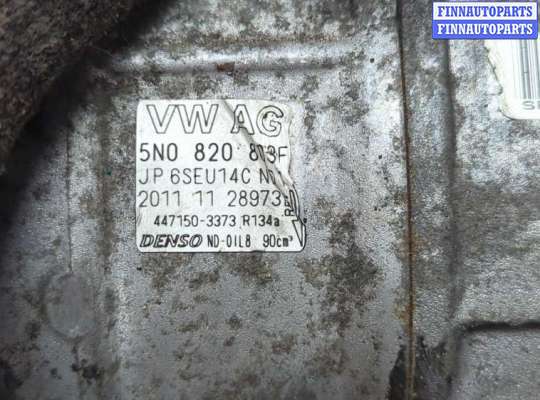 FINNAUTOPARTS
FINNAUTOPARTS
VW AG
5N0 820 803F
JP 6SEU14C
2011 11 28973
447150-3373 R134a
DENSO ND-OIL8 90cm³